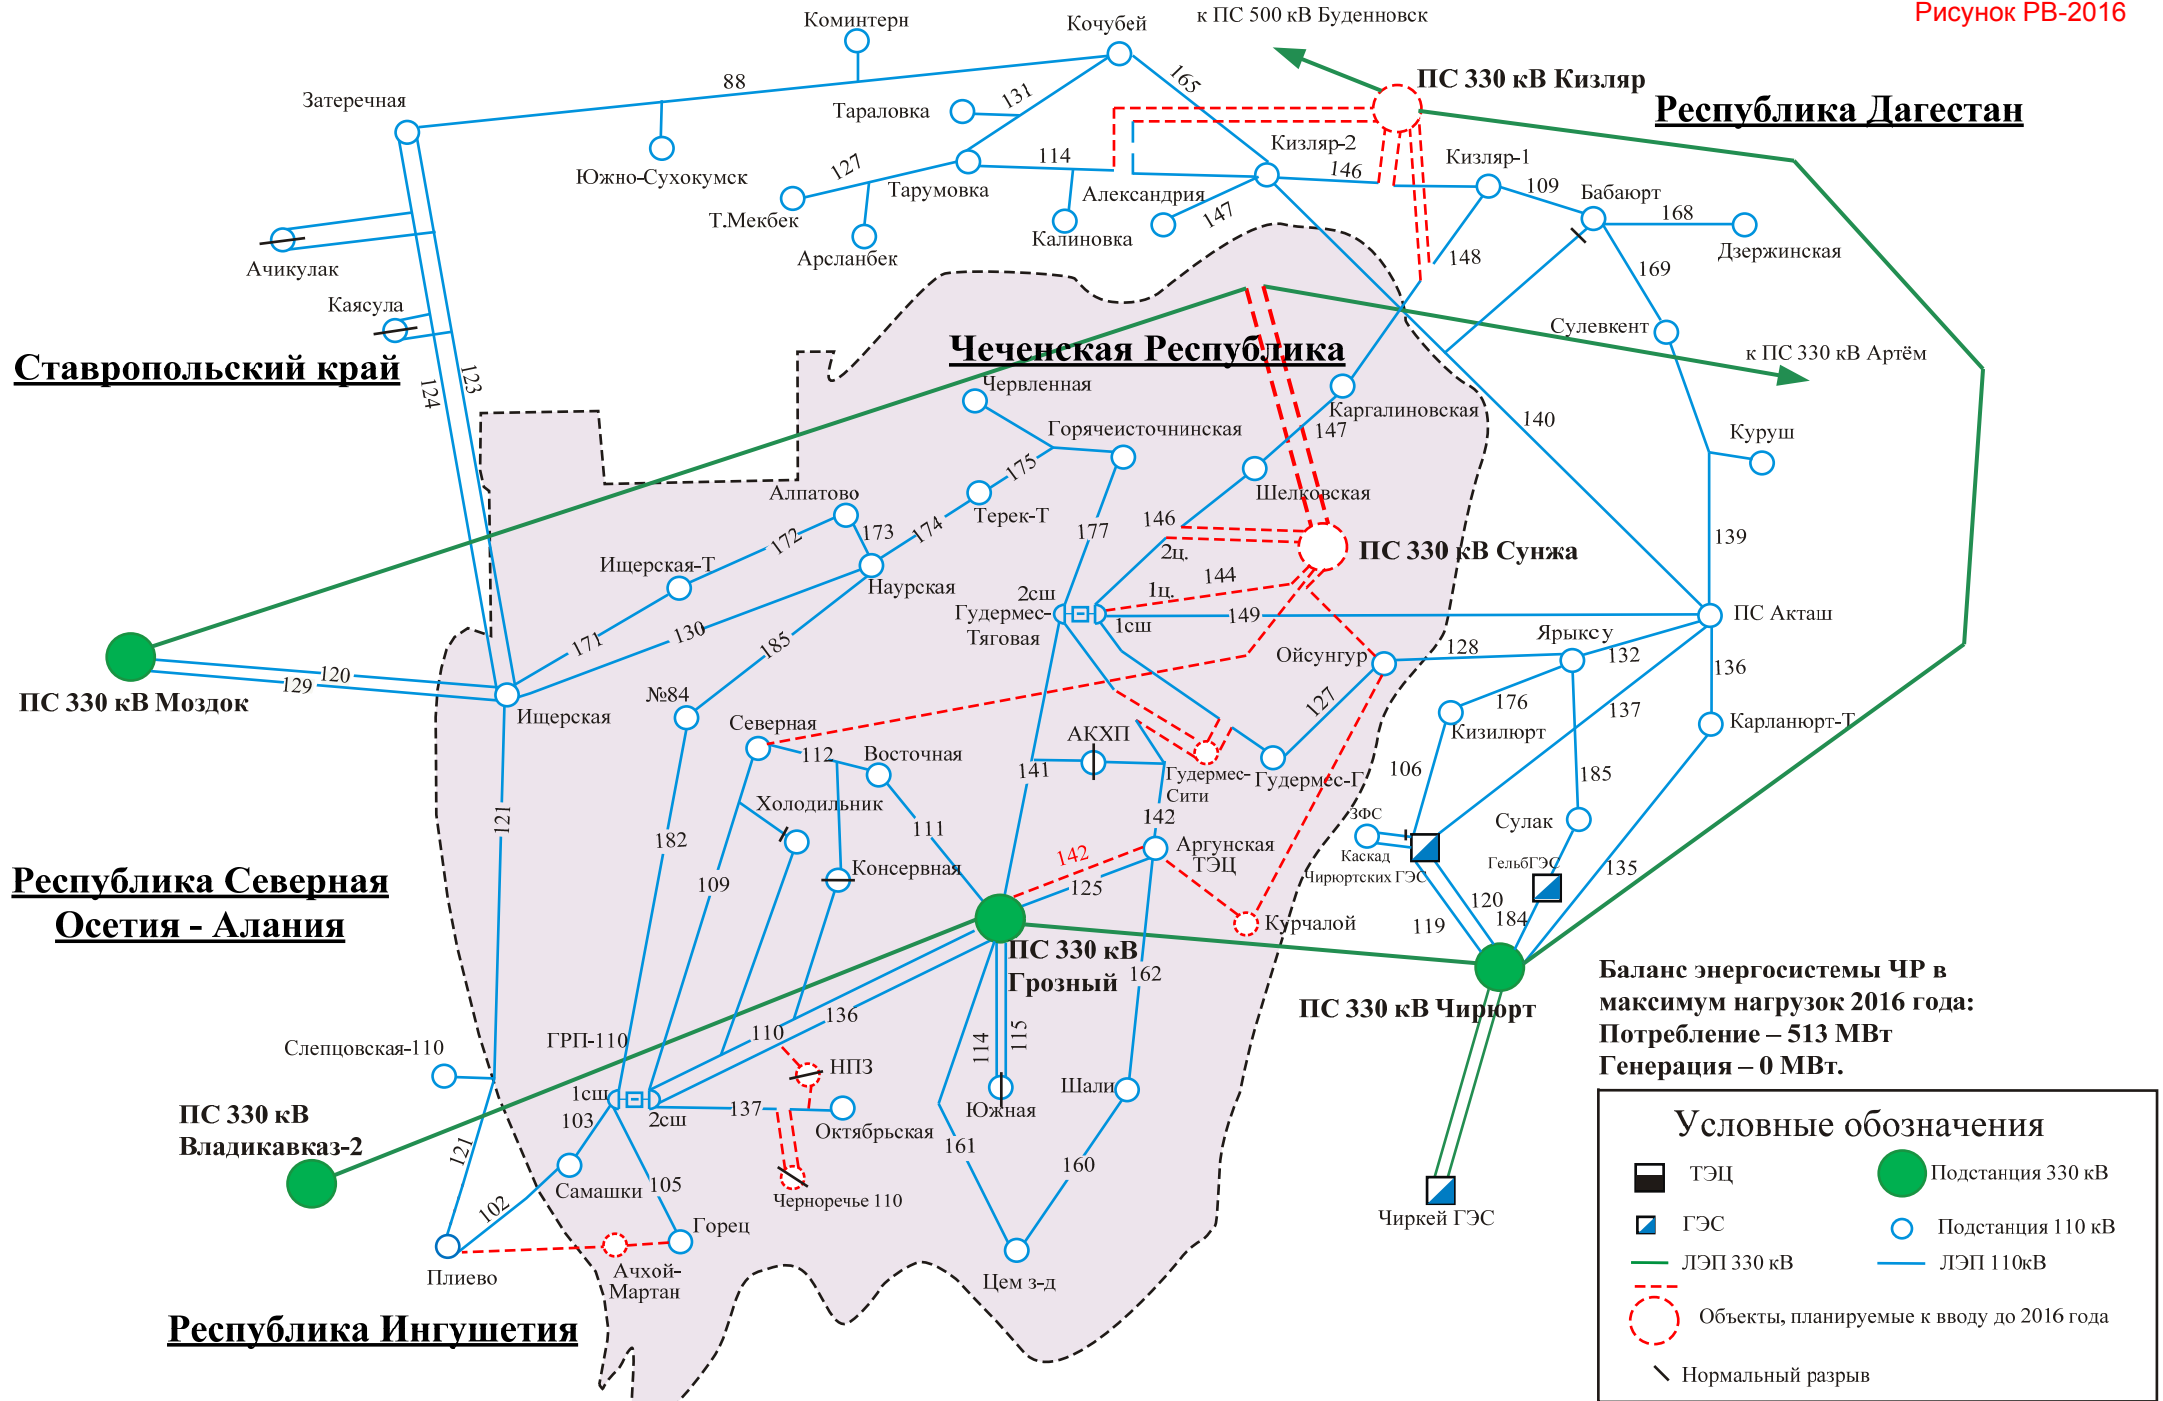 Рисунок РВ-2016
к ПС 500 кВ Буденновск
Коминтерн
Кочубей
88
165
ПС 330 кВ Кизляр
Республика Дагестан
Затеречная
Тараловка
131
Кизляр-2
Кизляр-1
Южно-Сухокумск
127
Тарумовка
114
Александрия
146
109
Бабаюрт
168
Т.Мекбек
147
Калиновка
Арсланбек
Дзержинская
Ачикулак
148
169
Каясула
Сулевкент
Чеченская Республика
к ПС 330 кВ Артём
Ставропольский край
124
123
Червленная
Каргалиновская
140
147
Горячеисточнинская
Куруш
175
Шелковская
Алпатово
Терек-Т
172
173
174
177
146
139
2ц.
ПС 330 кВ Сунжа
Ищерская-Т
Наурская
144
1ц.
2сш
Гудермес-
Тяговая
1сш
149
ПС Акташ
171
130
185
Ойсунгур
128
Ярыксу
132
136
120
129
ПС 330 кВ Моздок
№84
Ищерская
Северная
127
176
137
Кизилюрт
Карланюрт-Т
112
Восточная
АКХП
141
Гудермес-
Сити
Гудермес-Г
106
185
Холодильник
121
182
111
142
ЗФС
Сулак
Аргунская
ТЭЦ
142
Каскад
Чирюртских ГЭС
ГельбГЭС
135
Консервная
109
125
120
Республика Северная
Осетия - Алания
184
119
Курчалой
ПС 330 кВ
Грозный
162
ПС 330 кВ Чирюрт
Баланс энергосистемы ЧР в
максимум нагрузок 2016 года:
Потребление – 513 МВт
Генерация – 0 МВт.
136
110
ГРП-110
114
115
Слепцовская-110
НПЗ
Шали
1сш
103
2сш
137
Южная
Октябрьская
ПС 330 кВ
Владикавказ-2
121
161
160
Условные обозначения
ТЭЦ
Подстанция 330 кВ
Самашки
105
Черноречье 110
102
Чиркей ГЭС
ГЭС
Подстанция 110 кВ
Горец
Плиево
Ачхой-
Мартан
Цем з-д
ЛЭП 330 кВ
ЛЭП 110кВ
Объекты, планируемые к вводу до 2016 года
Республика Ингушетия
Нормальный разрыв